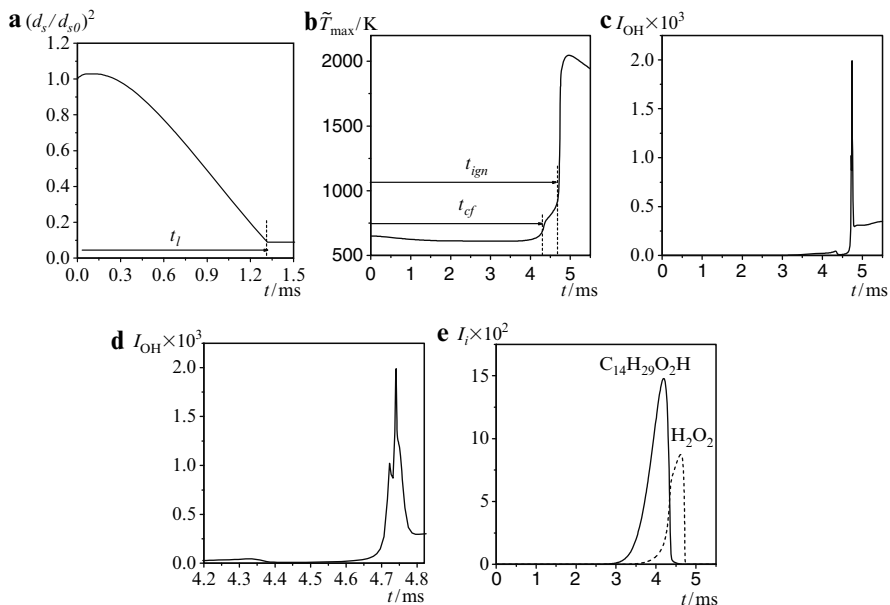 a (d_s/d_{s0})^2
1.2
1.0
0.8
0.6
0.4
0.2
0.0
t_l
0.0 0.3 0.6 0.9 1.2 1.5
t/ms
b T̃_max/K
2000
1500
1000
500
t_ign
t_cf
0 1 2 3 4 5
t/ms
c I_OH×10^3
2.0
1.5
1.0
0.5
0.0
0 1 2 3 4 5
t/ms
d I_OH×10^3
2.0
1.5
1.0
0.5
0.0
4.2 4.3 4.4 4.5 4.6 4.7 4.8
t/ms
e I_i×10^2
15
10
5
0
C_14H_29O_2H
H_2O_2
0 1 2 3 4 5
t/ms